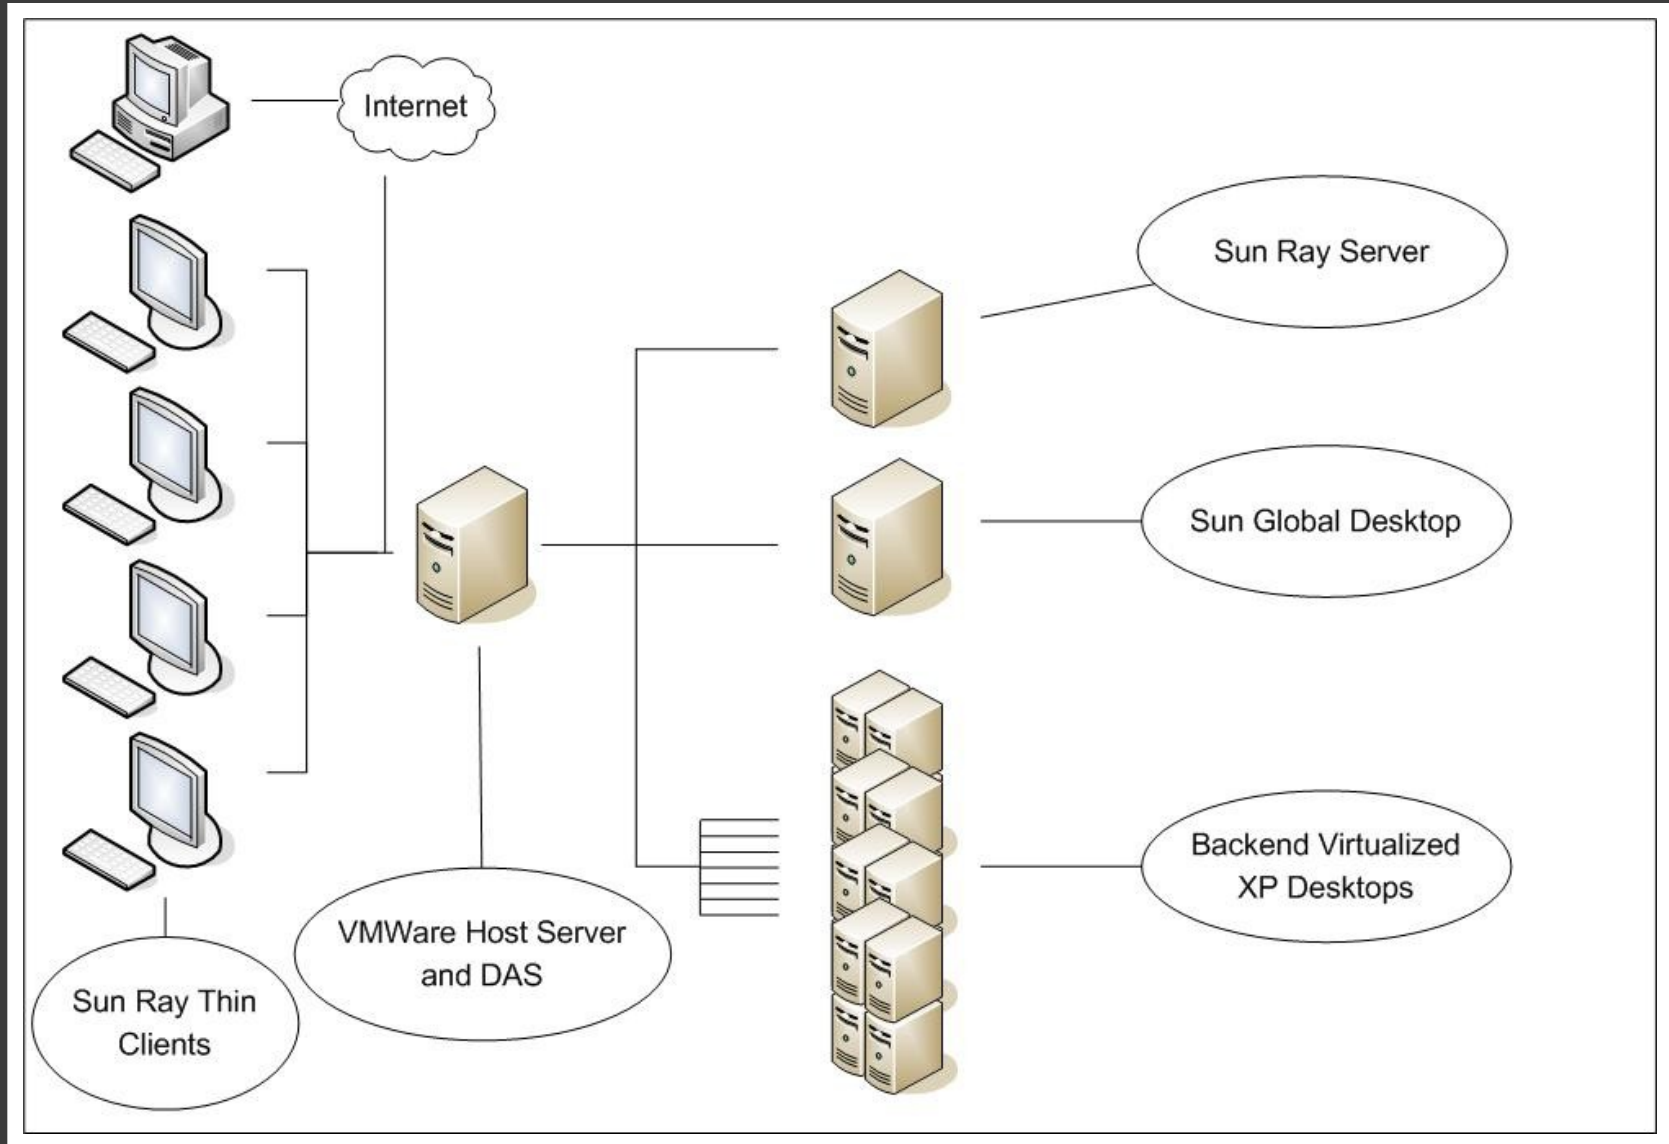 Internet
Sun Ray Server
Sun Global Desktop
Backend Virtualized
XP Desktops
VMWare Host Server
and DAS
Sun Ray Thin
Clients